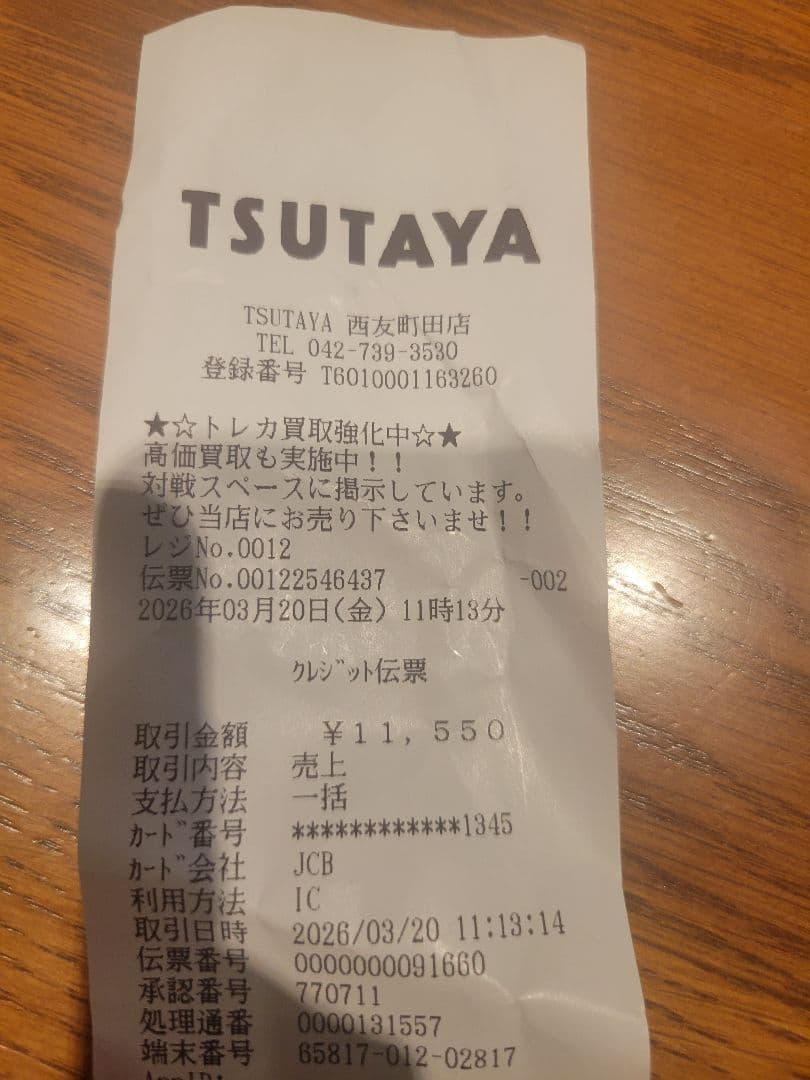 TSUTAYA
TSUTAYA 西友町田店
TEL 042-739-3530
登録番号 T6010001163260
★☆トレカ買取強化中☆★
高価買取も実施中！！
対戦スペースに掲示しています。
ぜひ当店にお売り下さいませ！！
レジNo.0012
伝票No.00122546437 -002
2026年03月20日(金) 11時13分
ｸﾚｼﾞｯﾄ伝票
取引金額 ￥１１，５５０
取引内容 売上
支払方法 一括
ｶｰﾄﾞ番号 ************1345
ｶｰﾄﾞ会社 JCB
利用方法 IC
取引日時 2026/03/20 11:13:14
伝票番号 0000000091660
承認番号 770711
処理通番 0000131557
端末番号 65817-012-02817